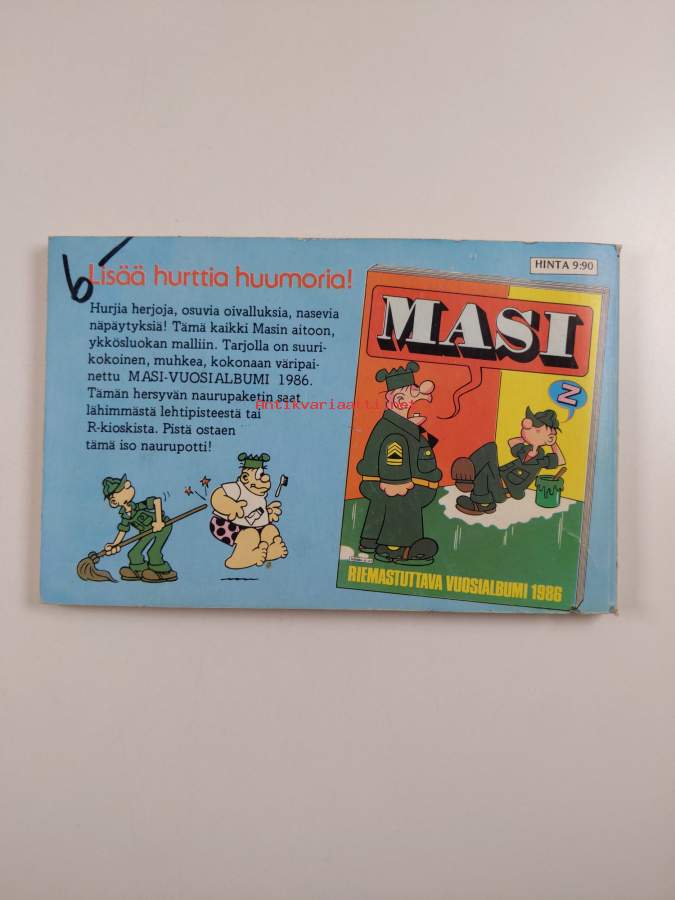 6-
Lisää hurttia huumoria!
HINTA 9:90
Hurjia herjoja, osuvia oivalluksia, nasevia
näpäytyksiä! Tämä kaikki Masin aitoon,
ykkösluokan malliin. Tarjolla on suuri-
kokoinen, muhkea, kokonaan väripai-
nettu MASI-VUOSIALBUMI 1986.
Tämän hersyvän naurupaketin saat
lähimmästä lehtipisteestä tai
R-kioskista. Pistä ostaen
tämä iso naurupotti!
MASI
Z
RIEMASTUTTAVA VUOSIALBUMI 1986